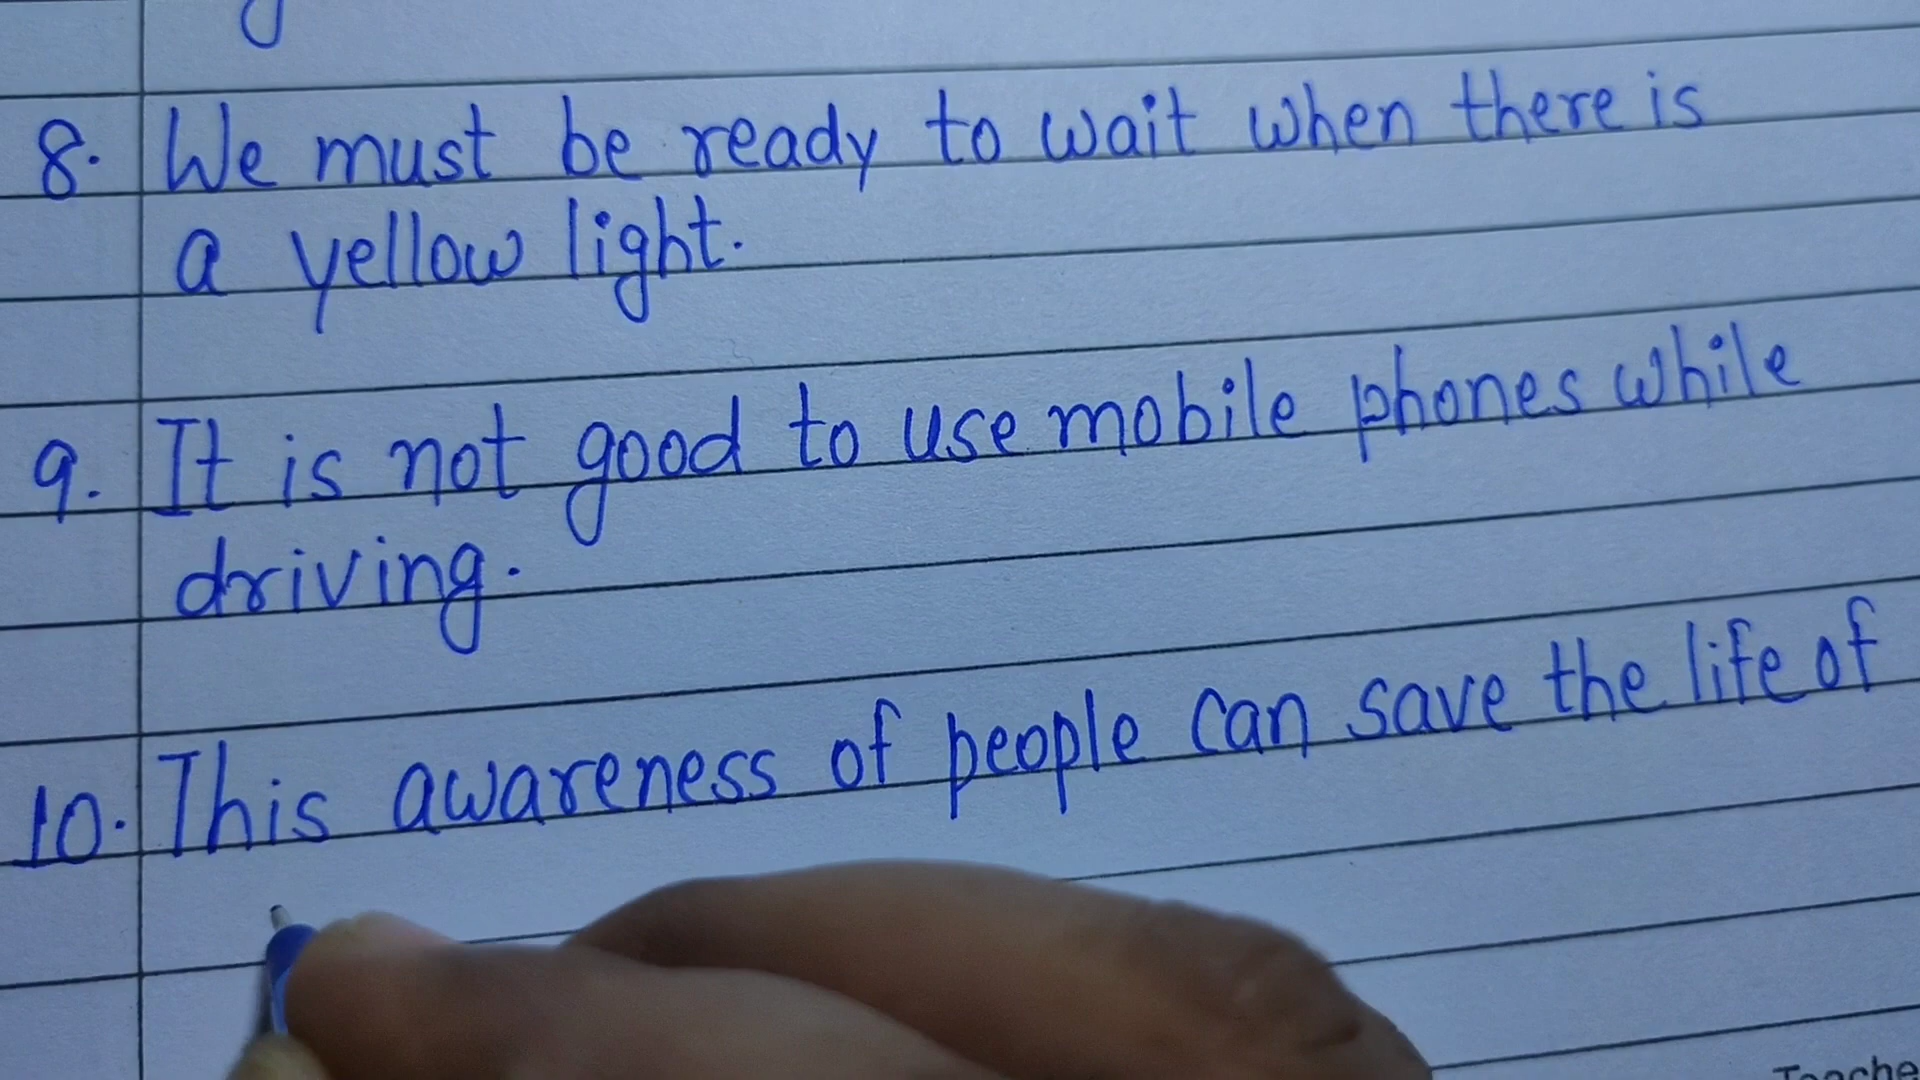 8. We must be ready to wait when there is
a yellow light.
9. It is not good to use mobile phones while
driving.
10. This awareness of people can save the life of